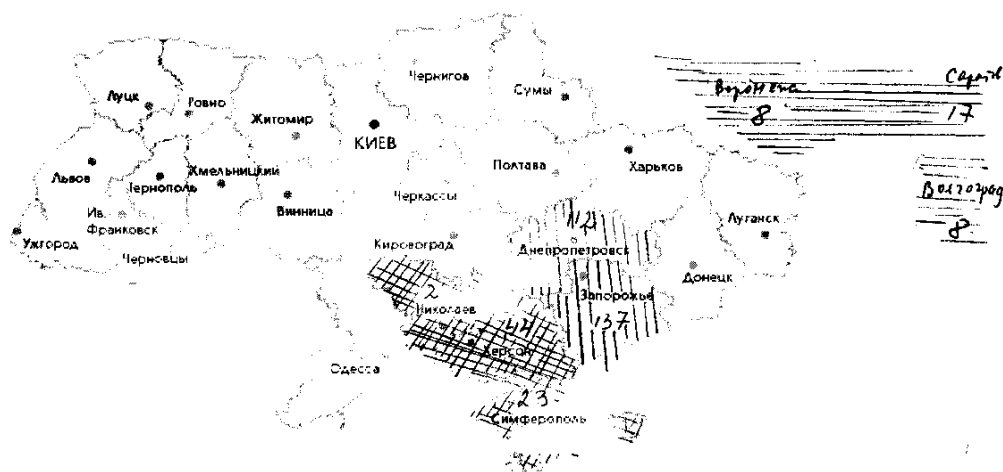 Чернигов
Сумы
Воронеж
8
17
Луцк
Ровно
Житомир
КИЕВ
Львов
Тернополь
Хмельницкий
Винница
Черкассы
Полтава
Харьков
Волгоград
8
Луганск
Ив.
Франковск
Ужгород
Черновцы
Кировоград
Днепропетровск
Донецк
2
Николаев
Запорожье
137
44
Херсон
Одесса
23
Симферополь